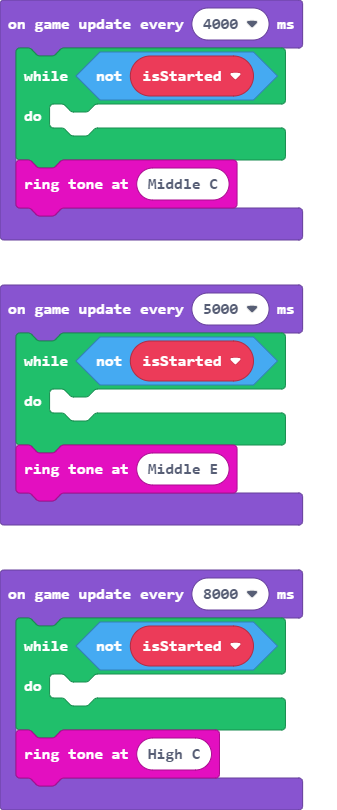 on game update every 4000 ms
while not isStarted
do
ring tone at Middle C
on game update every 5000 ms
while not isStarted
do
ring tone at Middle E
on game update every 8000 ms
while not isStarted
do
ring tone at High C